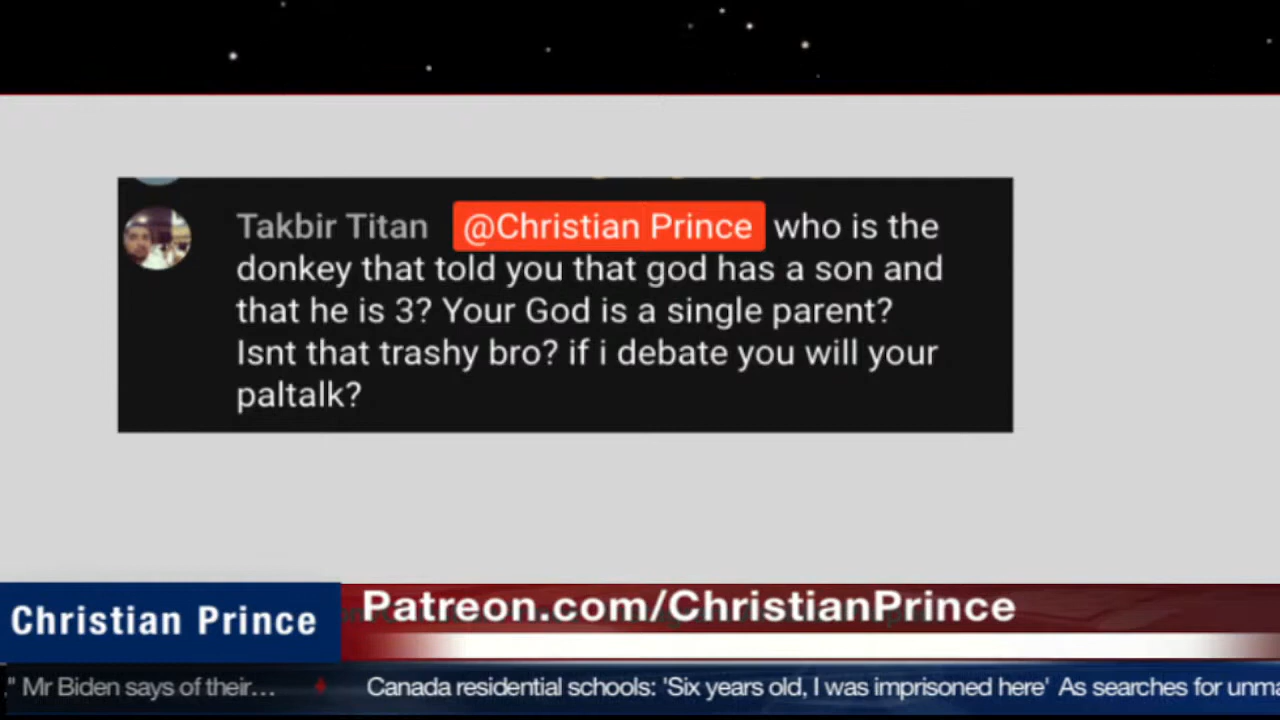 Takbir Titan @Christian Prince who is the
donkey that told you that god has a son and
that he is 3? Your God is a single parent?
Isnt that trashy bro? if i debate you will your
paltalk?
Christian Prince
Patreon.com/ChristianPrince
" Mr Biden says of their... Canada residential schools: 'Six years old, I was imprisoned here' As searches for unma